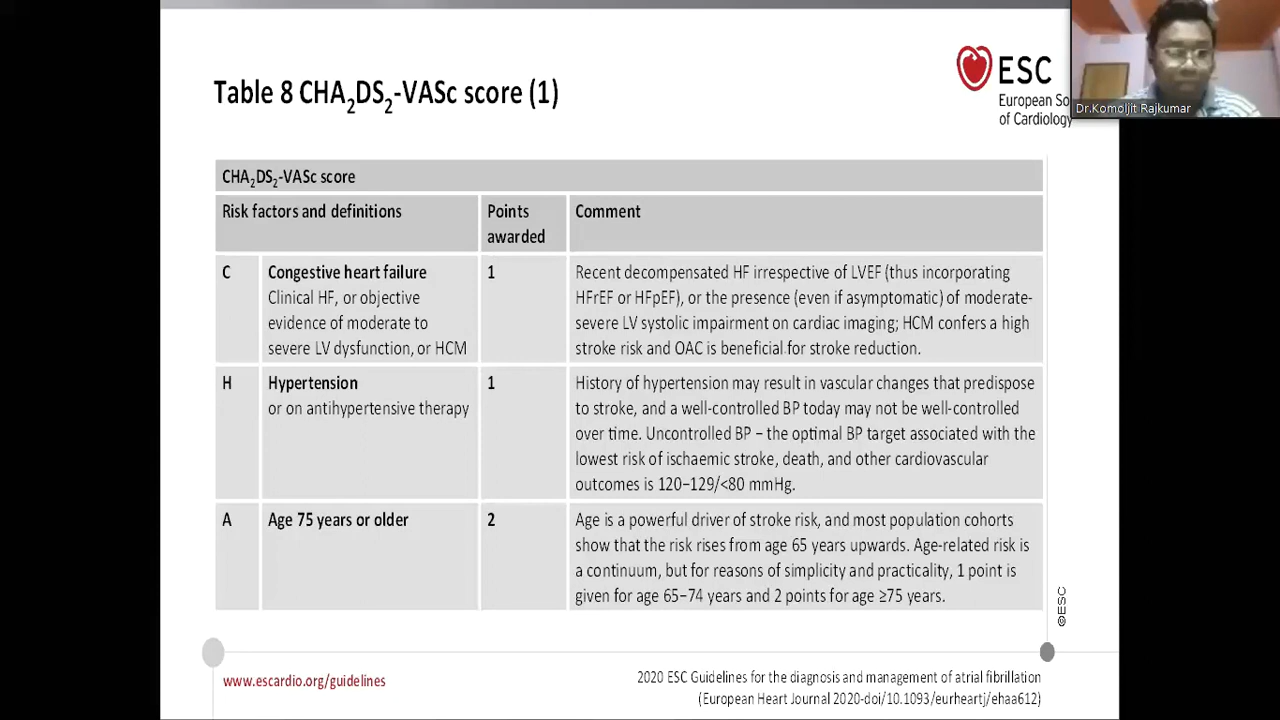 Table 8 CHA2DS2-VASc score (1)
ESC
European So
of Cardiology
Dr.Komoljit Rajkumar
CHA2DS2-VASc score
Risk factors and definitions
Points
awarded
Comment
C
Congestive heart failure
Clinical HF, or objective
evidence of moderate to
severe LV dysfunction, or HCM
1
Recent decompensated HF irrespective of LVEF (thus incorporating
HFrEF or HFpEF), or the presence (even if asymptomatic) of moderate-
severe LV systolic impairment on cardiac imaging; HCM confers a high
stroke risk and OAC is beneficial for stroke reduction.
H
Hypertension
or on antihypertensive therapy
1
History of hypertension may result in vascular changes that predispose
to stroke, and a well-controlled BP today may not be well-controlled
over time. Uncontrolled BP − the optimal BP target associated with the
lowest risk of ischaemic stroke, death, and other cardiovascular
outcomes is 120−129/<80 mmHg.
A
Age 75 years or older
2
Age is a powerful driver of stroke risk, and most population cohorts
show that the risk rises from age 65 years upwards. Age-related risk is
a continuum, but for reasons of simplicity and practicality, 1 point is
given for age 65−74 years and 2 points for age ≥75 years.
©ESC
www.escardio.org/guidelines
2020 ESC Guidelines for the diagnosis and management of atrial fibrillation
(European Heart Journal 2020-doi/10.1093/eurheartj/ehaa612)